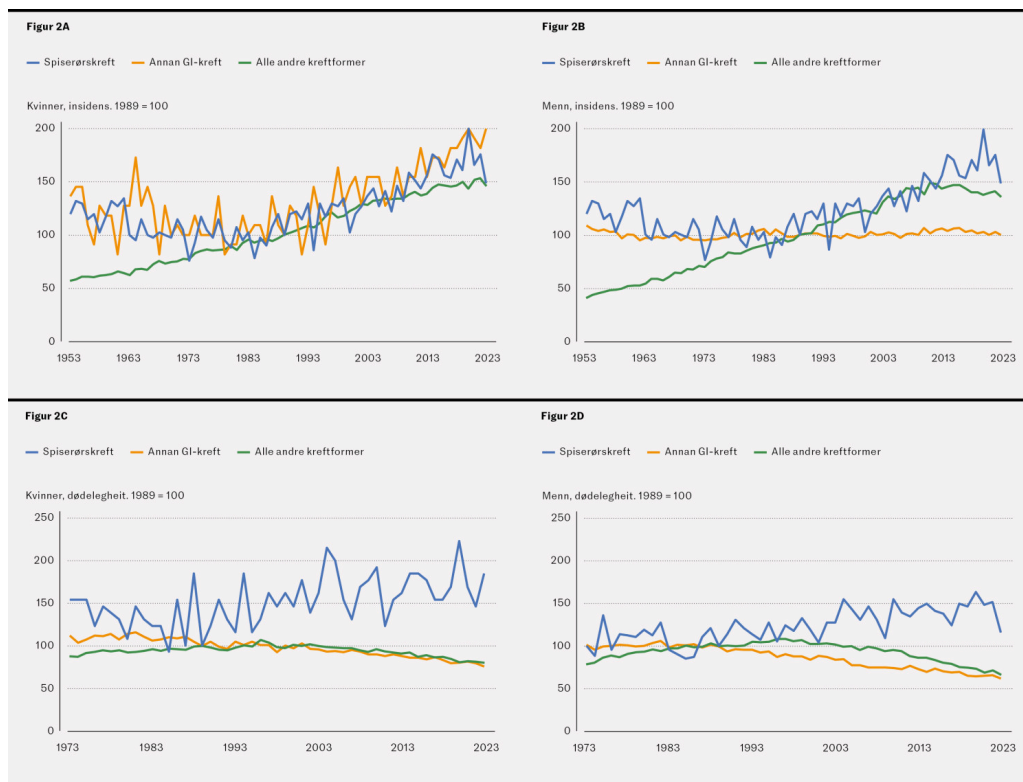 Figur 2A
Spiserørskreft Annan GI-kreft Alle andre kreftformer
Kvinner, insidens. 1989 = 100
200
150
100
50
0
1953 1963 1973 1983 1993 2003 2013 2023
Figur 2B
Spiserørskreft Annan GI-kreft Alle andre kreftformer
Menn, insidens. 1989 = 100
200
150
100
50
0
1953 1963 1973 1983 1993 2003 2013 2023
Figur 2C
Spiserørskreft Annan GI-kreft Alle andre kreftformer
Kvinner, dødelegheit. 1989 = 100
250
200
150
100
50
0
1973 1983 1993 2003 2013 2023
Figur 2D
Spiserørskreft Annan GI-kreft Alle andre kreftformer
Menn, dødelegheit. 1989 = 100
250
200
150
100
50
0
1973 1983 1993 2003 2013 2023